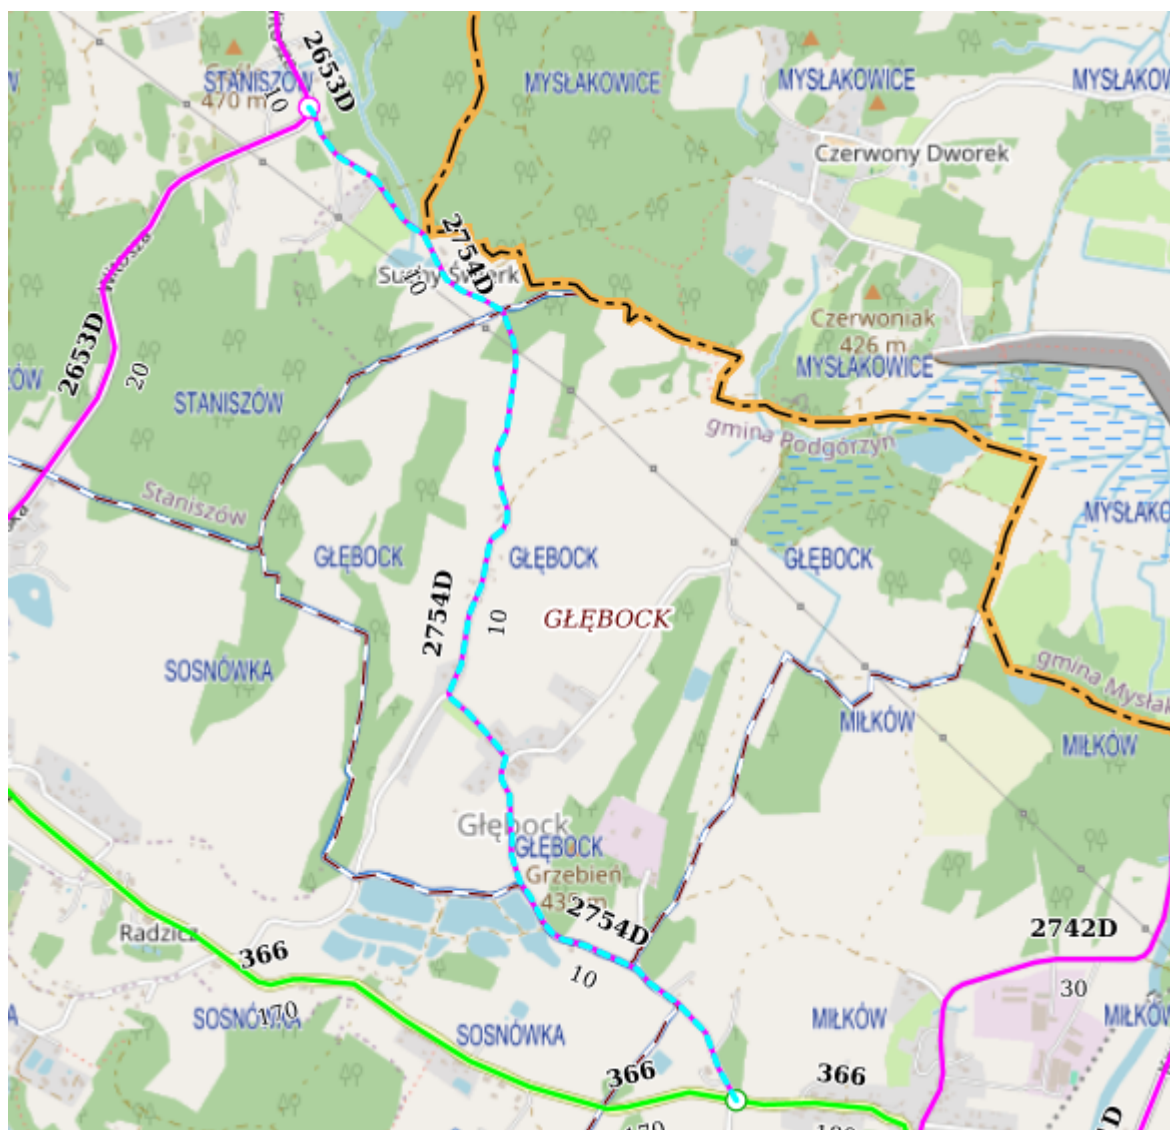 2653D
STANISZÓW
470 m
10
MYSŁAKOWICE
MYSŁAKOWICE
MYSŁAKOW
Czerwony Dworek
2754D
Suchy Świerk
10
2653D
20
Czerwoniak
426 m
MYSŁAKOWICE
STANISZÓW
gmina Podgórzyn
Staniszów
GŁĘBOCK
GŁĘBOCK
GŁĘBOCK
MYSŁAKO
2754D
10
GŁĘBOCK
SOSNÓWKA
gmina Mysłak
MIŁKÓW
MIŁKÓW
Głębock
GŁĘBOCK
Grzebień
2754D
10
Radzicz
366
170
SOSNÓWKA
SOSNÓWKA
2742D
30
MIŁKÓW
MIŁKÓW
366
366